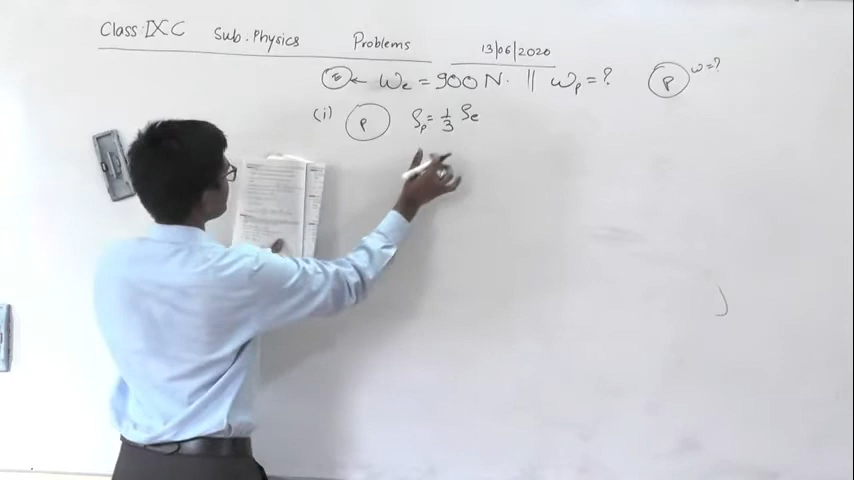 Class: IX C Sub. Physics Problems 13/06/2020
e ← We = 900 N. || Wp = ? P w = ?
(i) P ρp = 1/3 ρe